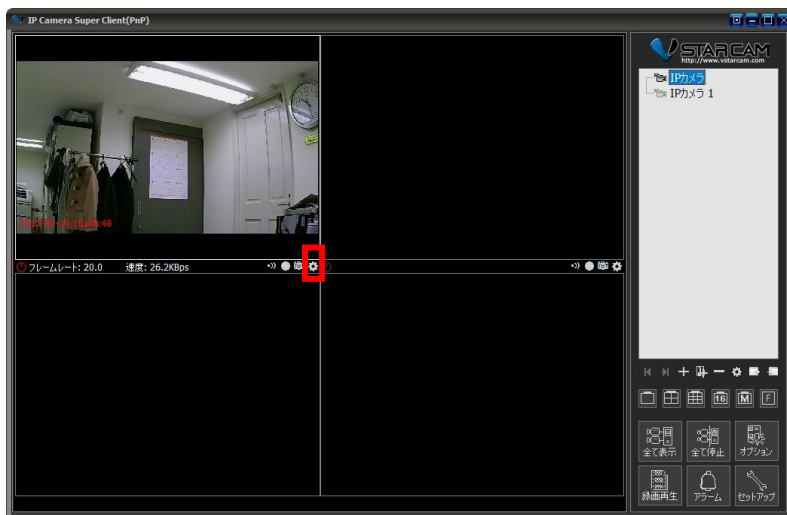 IP Camera Super Client(PnP)
VSTARCAM
http://www.vstarcam.com
IPカメラ
IPカメラ 1
フレームレート: 20.0 速度: 26.2KBps
16 M F
全て表示 全て停止 オプション
録画再生 アラーム セットアップ